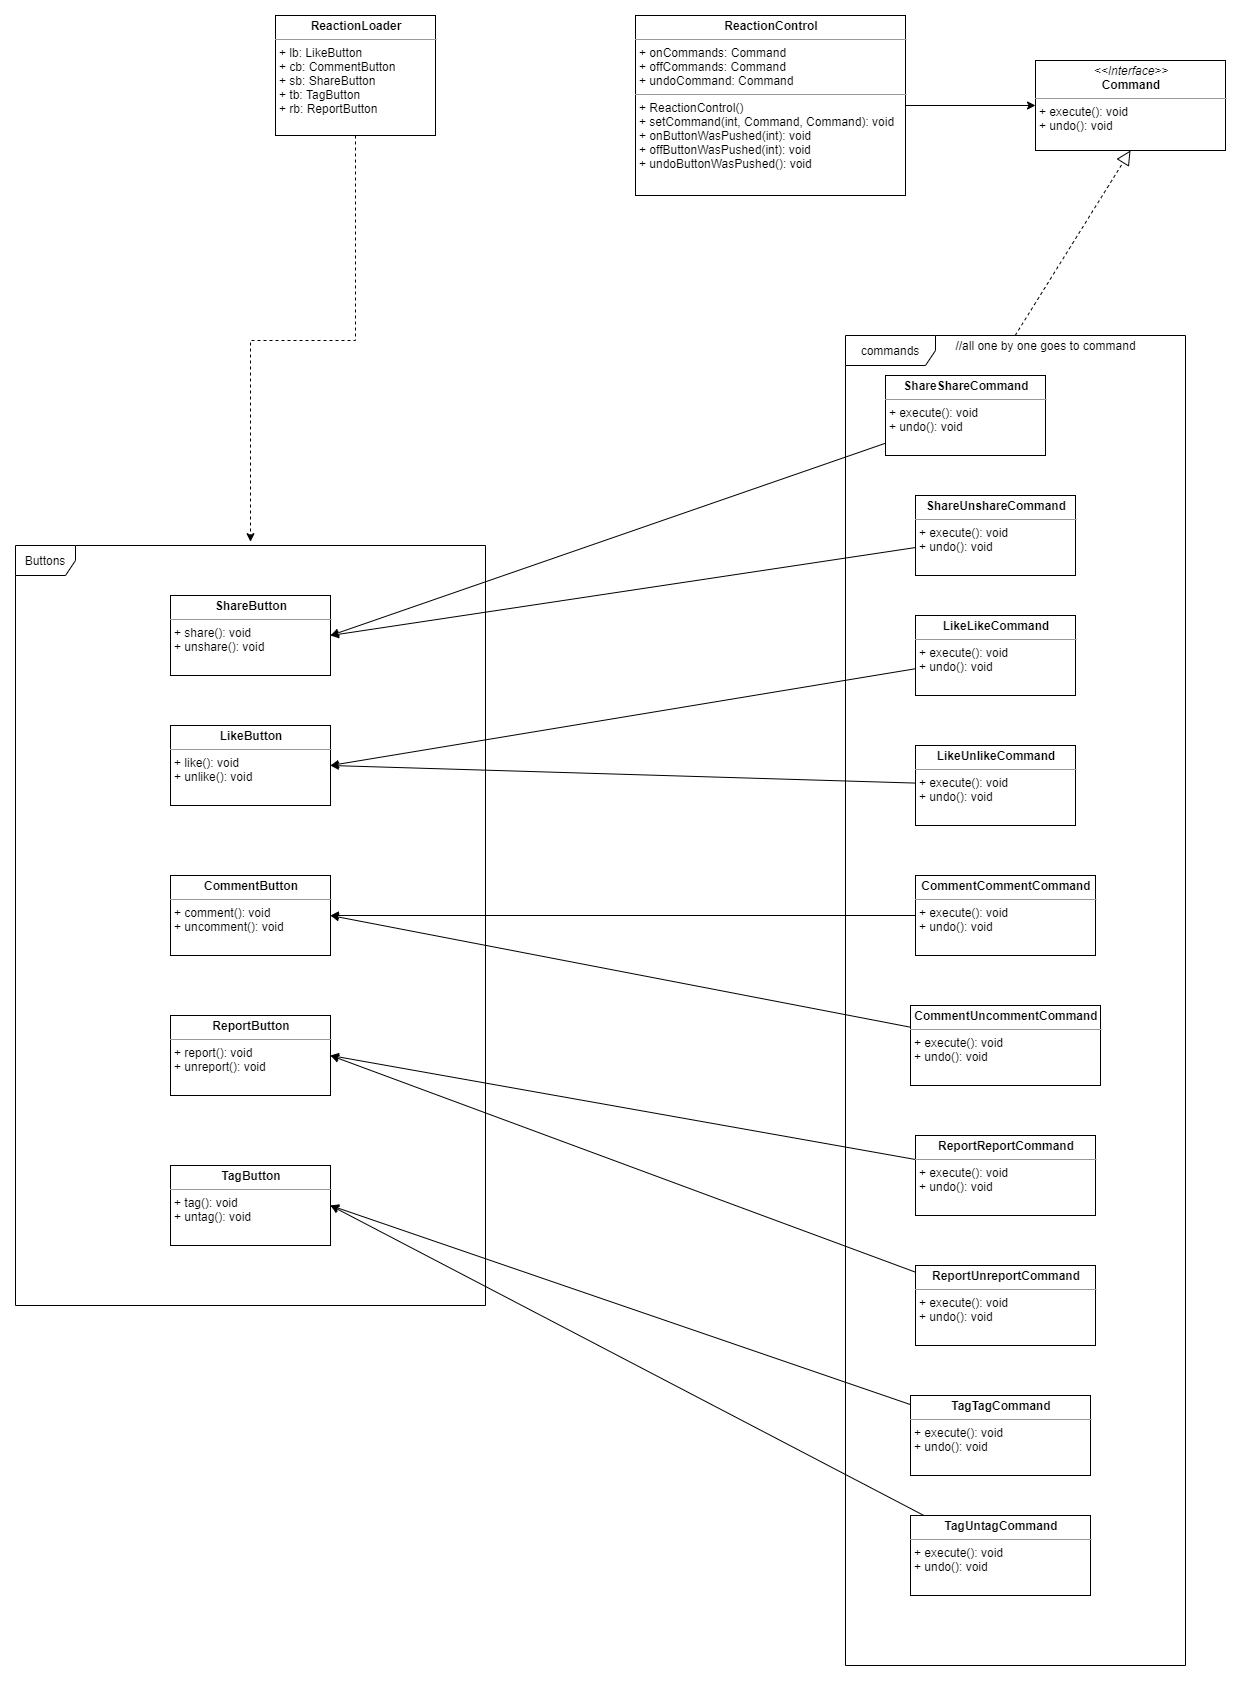 ReactionLoader
+ lb: LikeButton
+ cb: CommentButton
+ sb: ShareButton
+ tb: TagButton
+ rb: ReportButton
ReactionControl
+ onCommands: Command
+ offCommands: Command
+ undoCommand: Command
+ ReactionControl()
+ setCommand(int, Command, Command): void
+ onButtonWasPushed(int): void
+ offButtonWasPushed(int): void
+ undoButtonWasPushed(): void
<<Interface>>
Command
+ execute(): void
+ undo(): void
commands
//all one by one goes to command
ShareShareCommand
+ execute(): void
+ undo(): void
ShareUnshareCommand
+ execute(): void
+ undo(): void
LikeLikeCommand
+ execute(): void
+ undo(): void
LikeUnlikeCommand
+ execute(): void
+ undo(): void
CommentCommentCommand
+ execute(): void
+ undo(): void
CommentUncommentCommand
+ execute(): void
+ undo(): void
ReportReportCommand
+ execute(): void
+ undo(): void
ReportUnreportCommand
+ execute(): void
+ undo(): void
TagTagCommand
+ execute(): void
+ undo(): void
TagUntagCommand
+ execute(): void
+ undo(): void
Buttons
ShareButton
+ share(): void
+ unshare(): void
LikeButton
+ like(): void
+ unlike(): void
CommentButton
+ comment(): void
+ uncomment(): void
ReportButton
+ report(): void
+ unreport(): void
TagButton
+ tag(): void
+ untag(): void